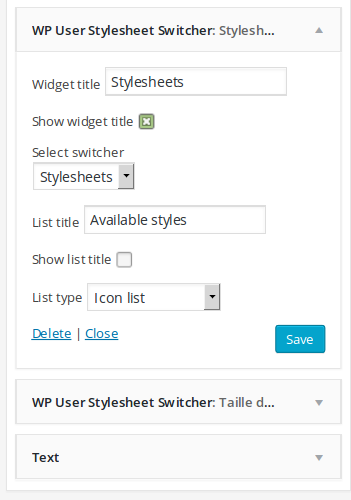 WP User Stylesheet Switcher: Stylesh...
Widget title Stylesheets
Show widget title
Select switcher
Stylesheets
List title Available styles
Show list title
List type Icon list
Delete | Close Save
WP User Stylesheet Switcher: Taille d...
Text